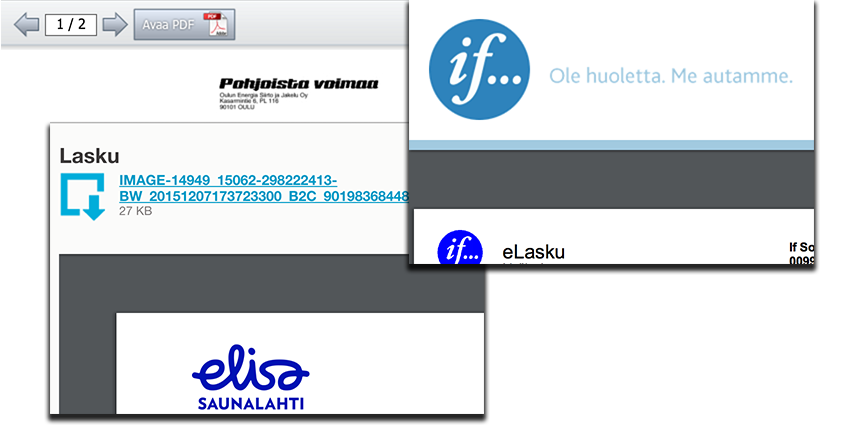 1 / 2
Avaa PDF
PDF
Pohjoista voimaa
Oulun Energia Siirto ja Jakelu Oy
Kasarmintie 6, PL 116
90101 OULU
Lasku
IMAGE-14949_15062-298222413-
BW_20151207173723300_B2C_90198368448
27 KB
elisa
SAUNALAHTI
if...
Ole huoletta. Me autamme.
if...
eLasku
If So
0099